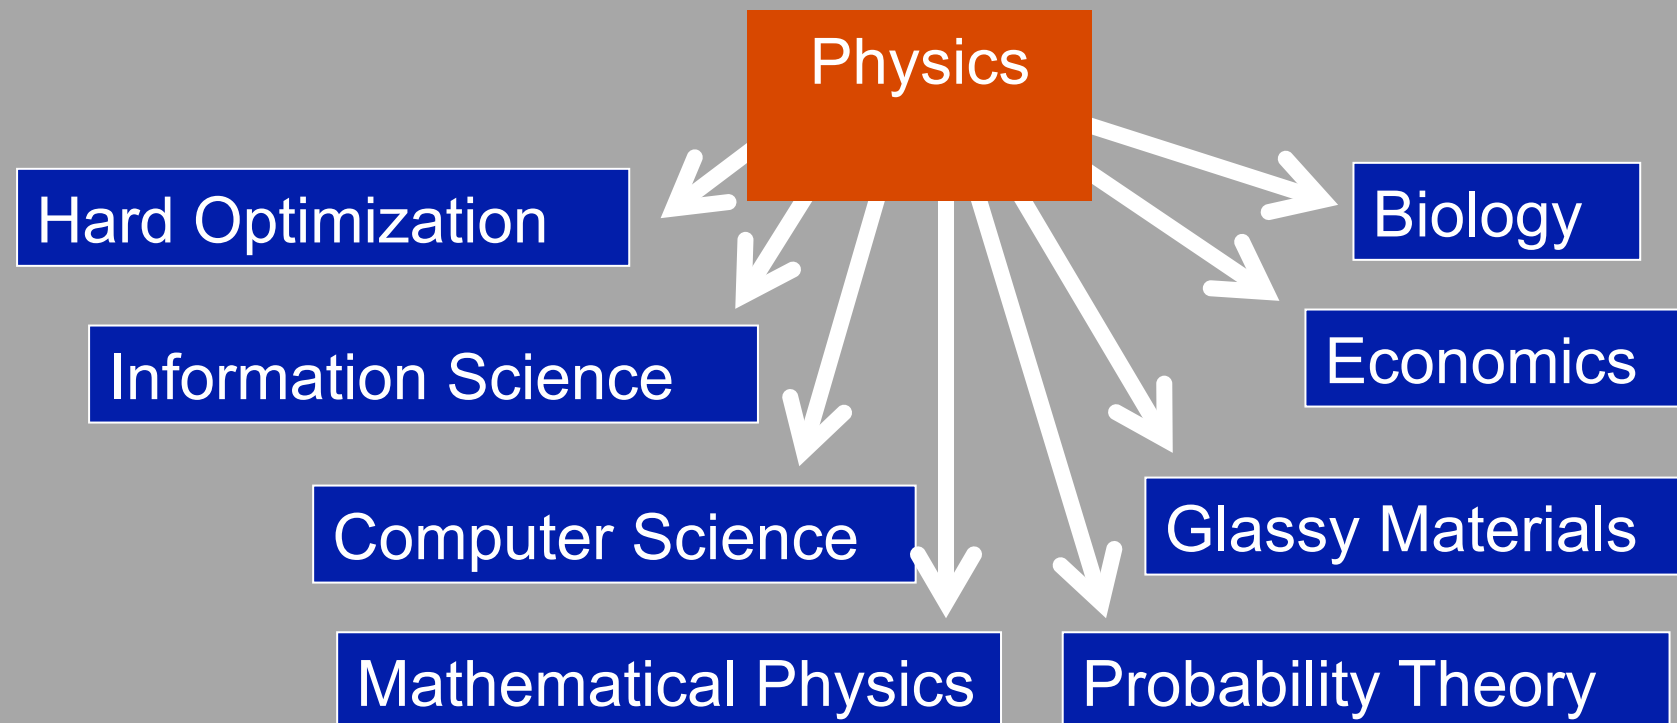 Physics
Hard Optimization
Biology
Information Science
Economics
Computer Science
Glassy Materials
Mathematical Physics
Probability Theory